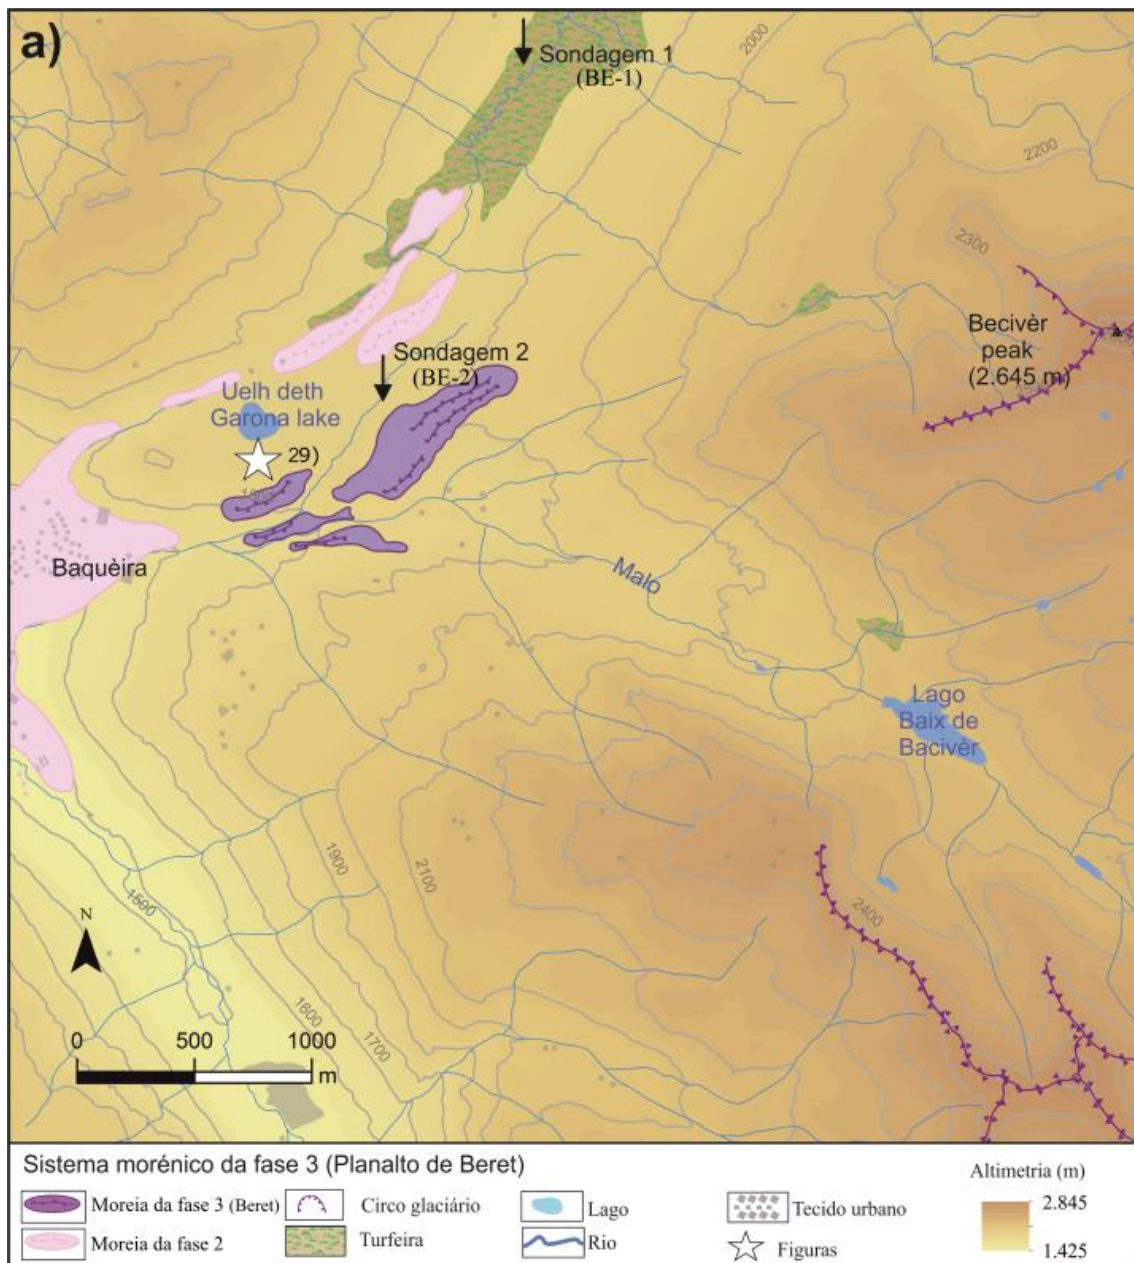 a)
Sondagem 1
(BE-1)
2000
2200
2300
Becivèr
peak
(2.645 m)
Sondagem 2
(BE-2)
Uelh deth
Garona lake
29)
Baquèira
Malo
Lago
Baix de
Bacivèr
1900
2100
2400
1500
N
1600
1700
0 500 1000
m
Sistema morénico da fase 3 (Planalto de Beret)
Moreia da fase 3 (Beret)
Moreia da fase 2
Circo glaciário
Turfeira
Lago
Rio
Tecido urbano
Figuras
Altimetria (m)
2.845
1.425